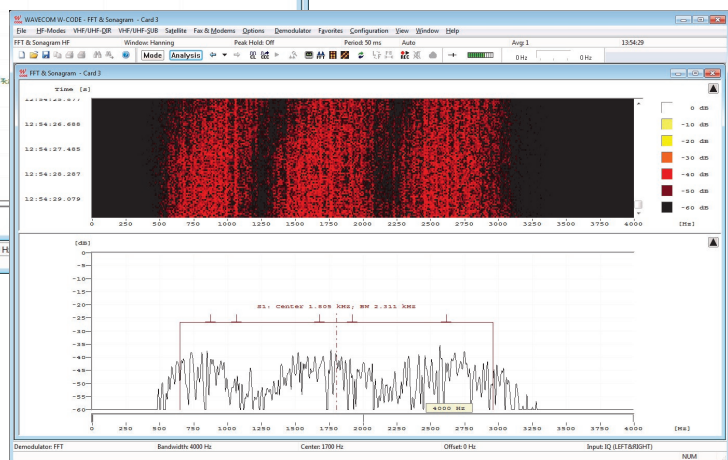 WAVECOM W-CODE - FFT & Sonagram - Card 3
File HF-Modes VHF/UHF-DIR VHF/UHF-SUB Satellite Fax & Modems Options Demodulator Favorites Configuration View Window Help
FFT & Sonagram HF Window: Hanning Peak Hold: Off Period: 50 ms Auto Avg: 1 13:54:29
Mode Analysis 0 Hz 0 Hz
FFT & Sonagram - Card 3
Time [s]
0 dB
-10 dB
12:54:26.688
-20 dB
12:54:27.485
-30 dB
-40 dB
12:54:28.287
-50 dB
12:54:29.079
-60 dB
0 250 500 750 1000 1250 1500 1750 2000 2250 2500 2750 3000 3250 3500 3750 4000 [Hz]
[dB]
0
-5
-10
-15
-20
S1: Center 1.805 kHz; BW 2.311 kHz
-25
-30
-35
-40
-45
-50
-55
-60
4000 Hz
0 250 500 750 1000 1250 1500 1750 2000 2250 2500 2750 3000 3250 3500 3750 4000 [Hz]
Demodulator: FFT Bandwidth: 4000 Hz Center: 1700 Hz Offset: 0 Hz Input: IQ (LEFT&RIGHT)
NUM